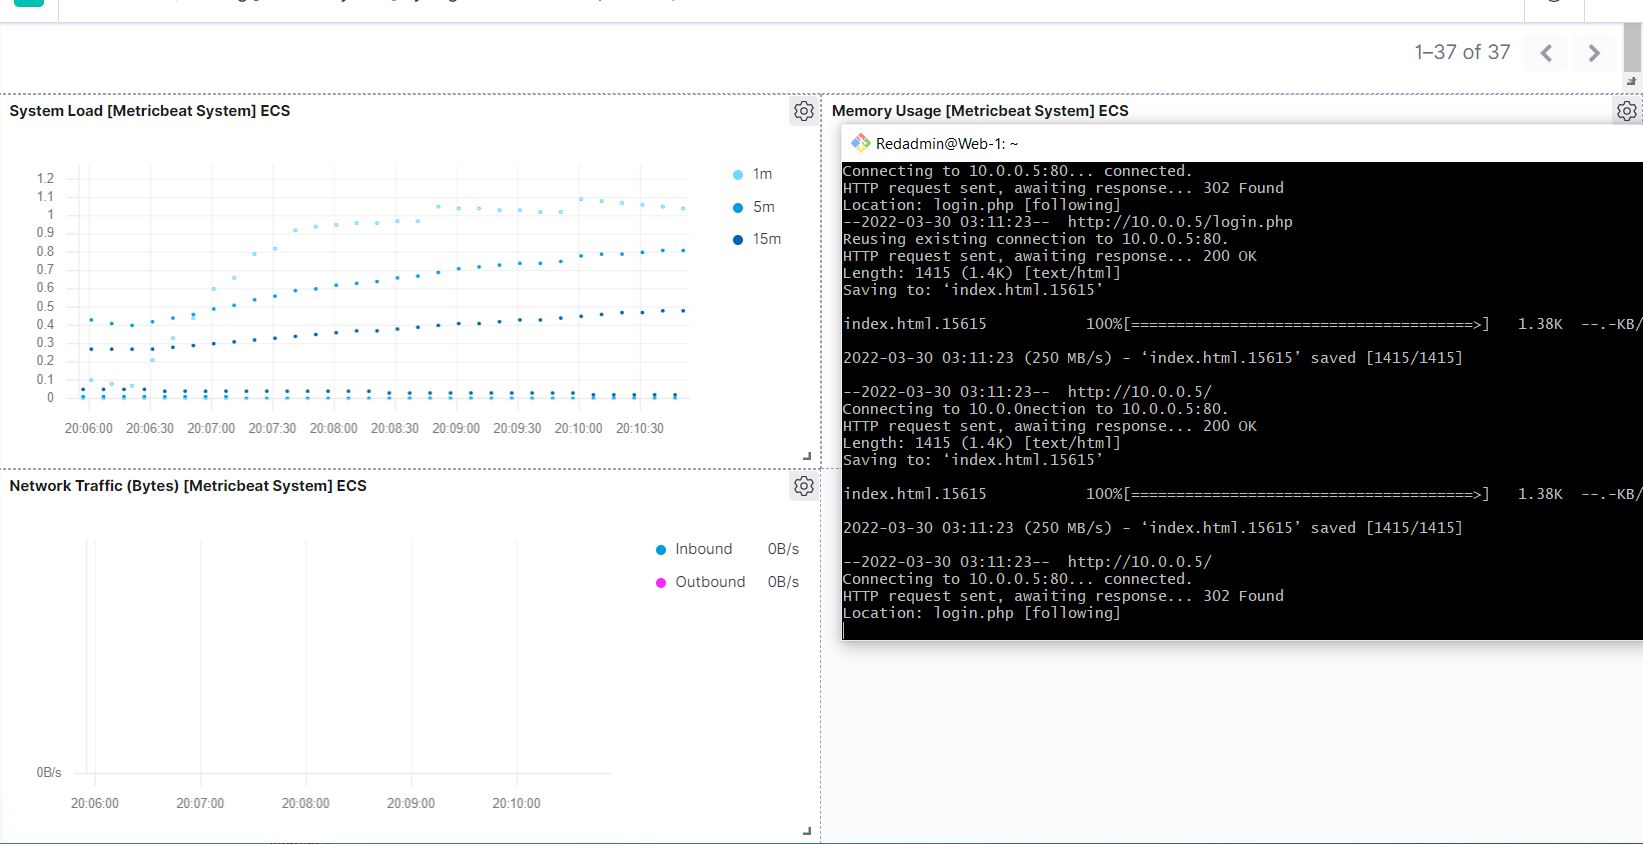 1–37 of 37
System Load [Metricbeat System] ECS
1.2
1.1
1
0.9
0.8
0.7
0.6
0.5
0.4
0.3
0.2
0.1
0
20:06:00 20:06:30 20:07:00 20:07:30 20:08:00 20:08:30 20:09:00 20:09:30 20:10:00 20:10:30
1m
5m
15m
Memory Usage [Metricbeat System] ECS
Redadmin@Web-1: ~
Connecting to 10.0.0.5:80... connected.
HTTP request sent, awaiting response... 302 Found
Location: login.php [following]
--2022-03-30 03:11:23--  http://10.0.0.5/login.php
Reusing existing connection to 10.0.0.5:80.
HTTP request sent, awaiting response... 200 OK
Length: 1415 (1.4K) [text/html]
Saving to: ‘index.html.15615’
index.html.15615 100%[======================================>] 1.38K --.-KB/
2022-03-30 03:11:23 (250 MB/s) - ‘index.html.15615’ saved [1415/1415]
--2022-03-30 03:11:23--  http://10.0.0.5/
Connecting to 10.0.0nection to 10.0.0.5:80.
HTTP request sent, awaiting response... 200 OK
Length: 1415 (1.4K) [text/html]
Saving to: ‘index.html.15615’
index.html.15615 100%[======================================>] 1.38K --.-KB/
2022-03-30 03:11:23 (250 MB/s) - ‘index.html.15615’ saved [1415/1415]
--2022-03-30 03:11:23--  http://10.0.0.5/
Connecting to 10.0.0.5:80... connected.
HTTP request sent, awaiting response... 302 Found
Location: login.php [following]
Network Traffic (Bytes) [Metricbeat System] ECS
Inbound 0B/s
Outbound 0B/s
0B/s
20:06:00 20:07:00 20:08:00 20:09:00 20:10:00